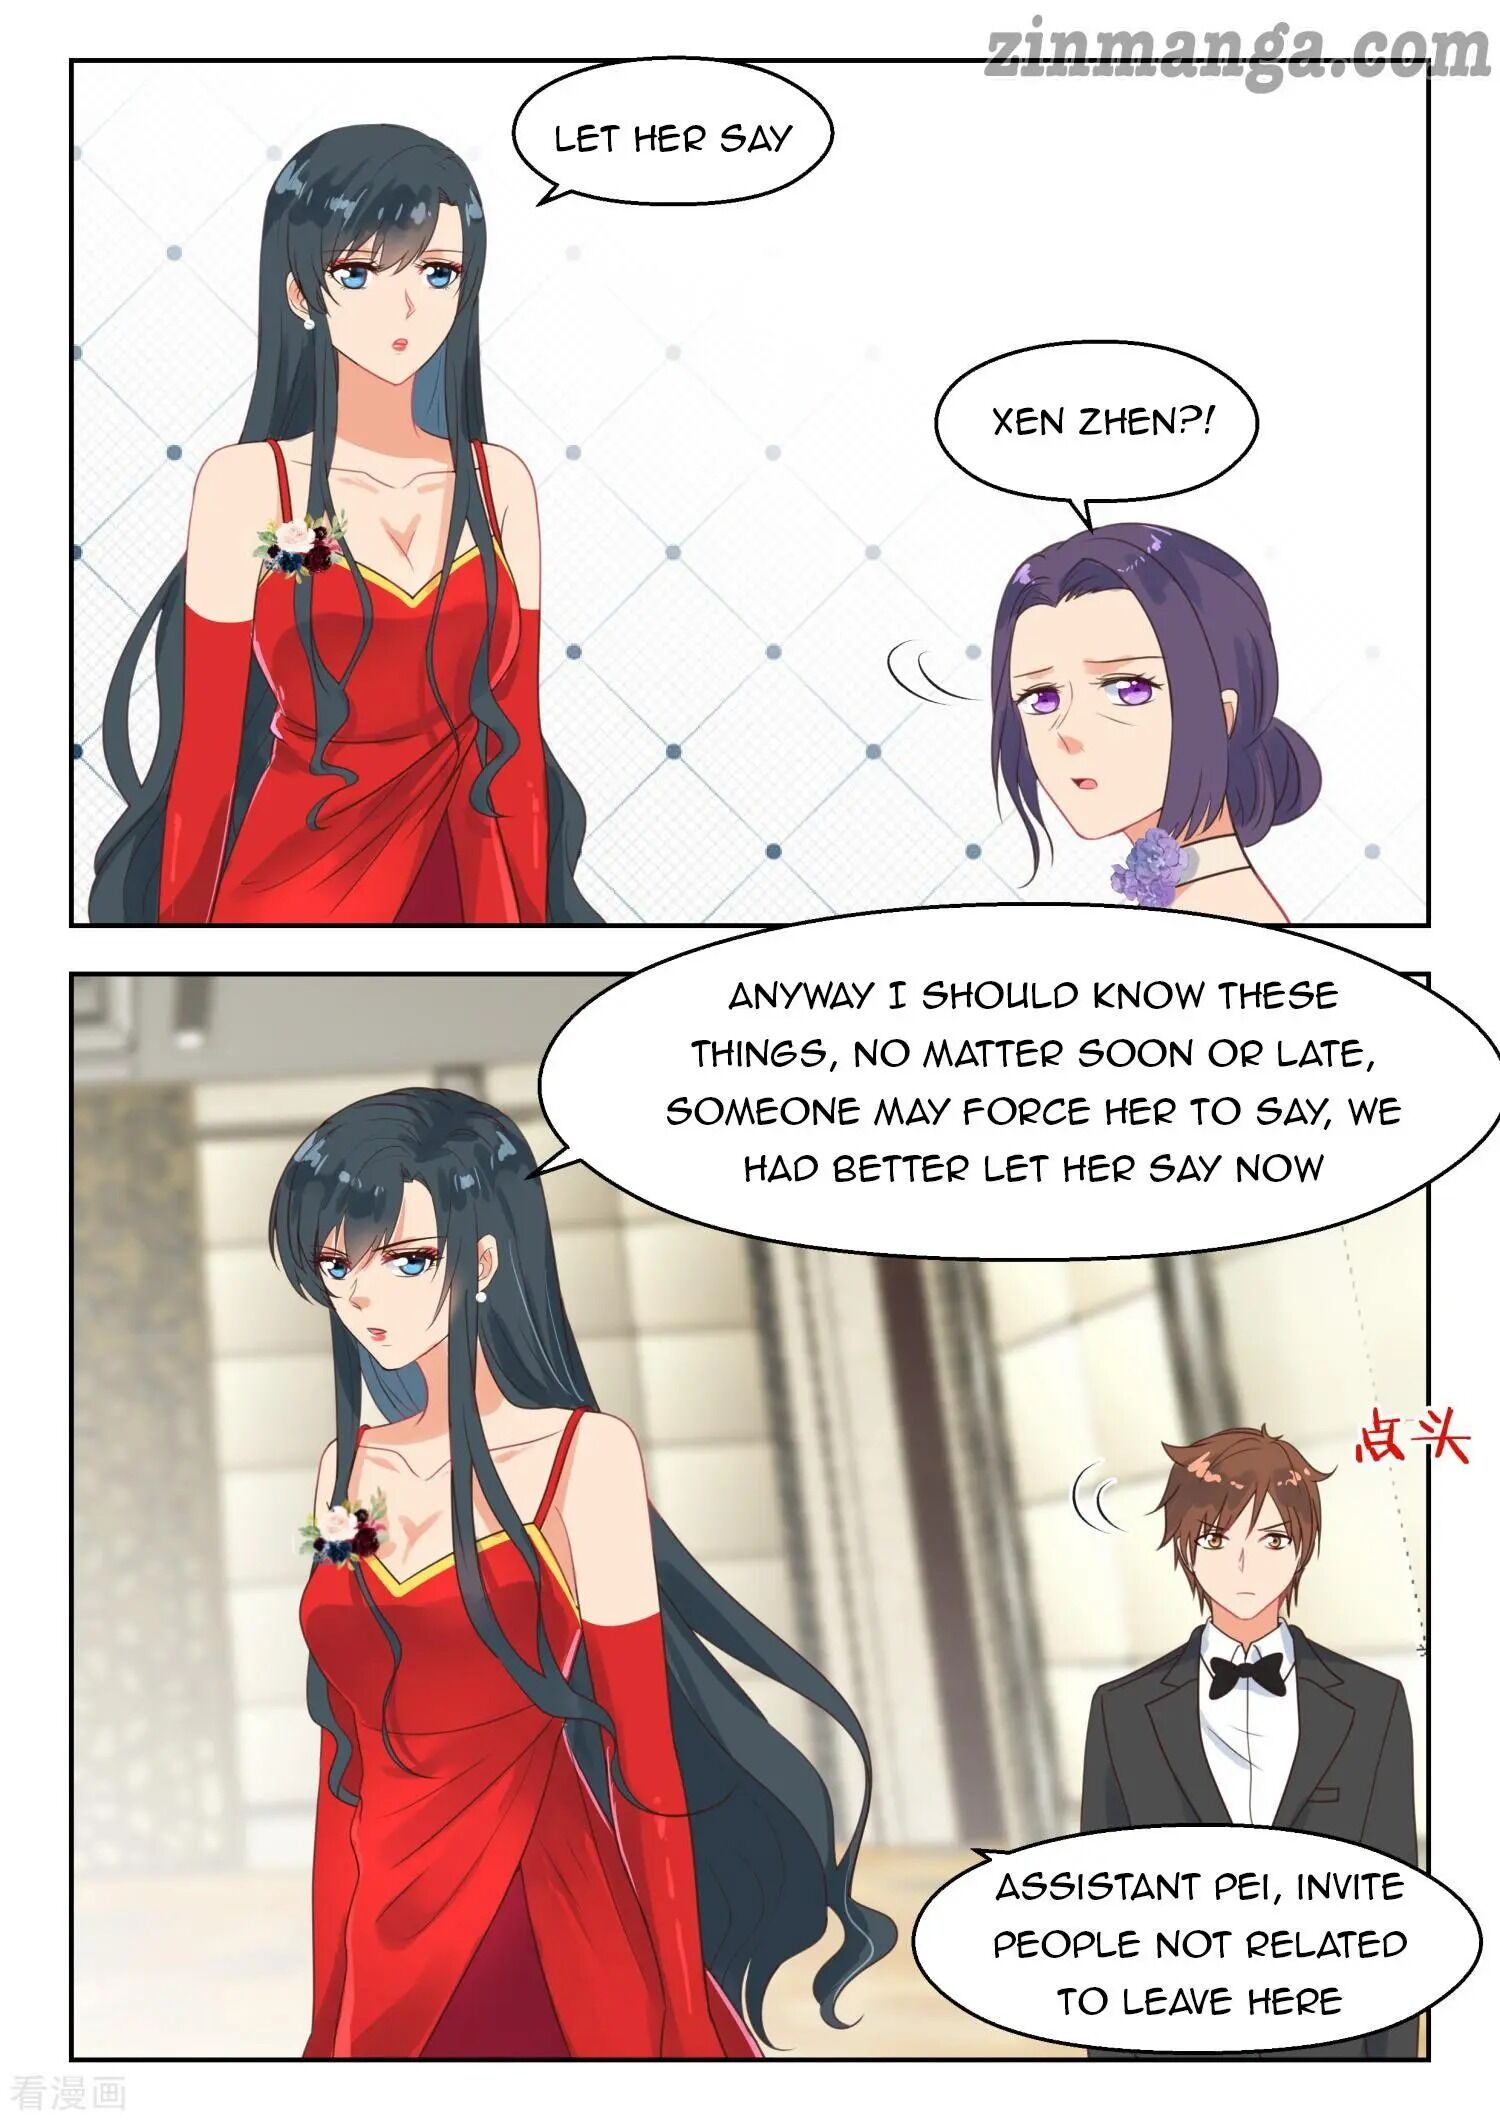 zinmanga.com
LET HER SAY
XEN ZHEN?!
ANYWAY I SHOULD KNOW THESE
THINGS, NO MATTER SOON OR LATE,
SOMEONE MAY FORCE HER TO SAY, WE
HAD BETTER LET HER SAY NOW
点头
ASSISTANT PEI, INVITE
PEOPLE NOT RELATED
TO LEAVE HERE
看漫画